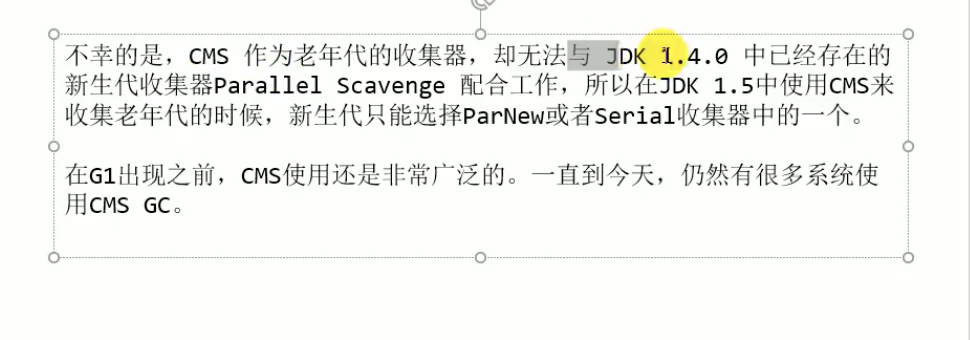 不幸的是，CMS 作为老年代的收集器，却无法与 JDK 1.4.0 中已经存在的
新生代收集器Parallel Scavenge 配合工作，所以在JDK 1.5中使用CMS来
收集老年代的时候，新生代只能选择ParNew或者Serial收集器中的一个。
在G1出现之前，CMS使用还是非常广泛的。一直到今天，仍然有很多系统使
用CMS GC。